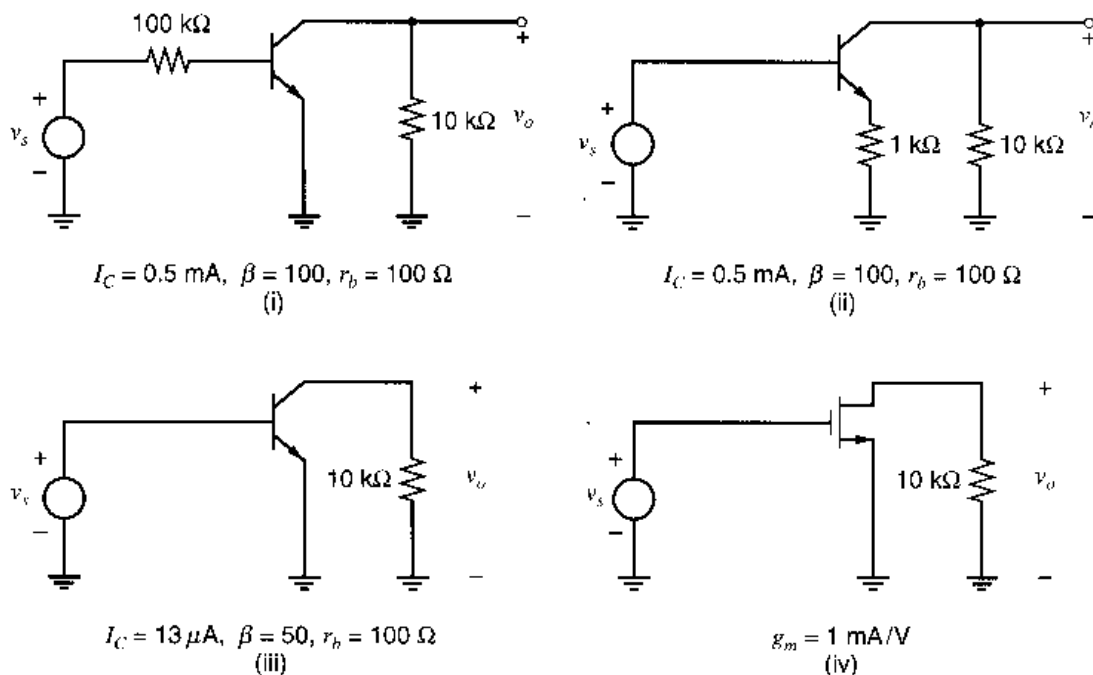 100 kΩ
+
+
v_s
10 kΩ
v_o
−
−
I_C = 0.5 mA, β = 100, r_b = 100 Ω
(i)
+
+
v_s
1 kΩ
10 kΩ
−
−
I_C = 0.5 mA, β = 100, r_b = 100 Ω
(ii)
+
+
v_s
10 kΩ
v_o
−
−
I_C = 13 μA, β = 50, r_b = 100 Ω
(iii)
+
+
v_s
10 kΩ
v_o
−
−
g_m = 1 mA/V
(iv)